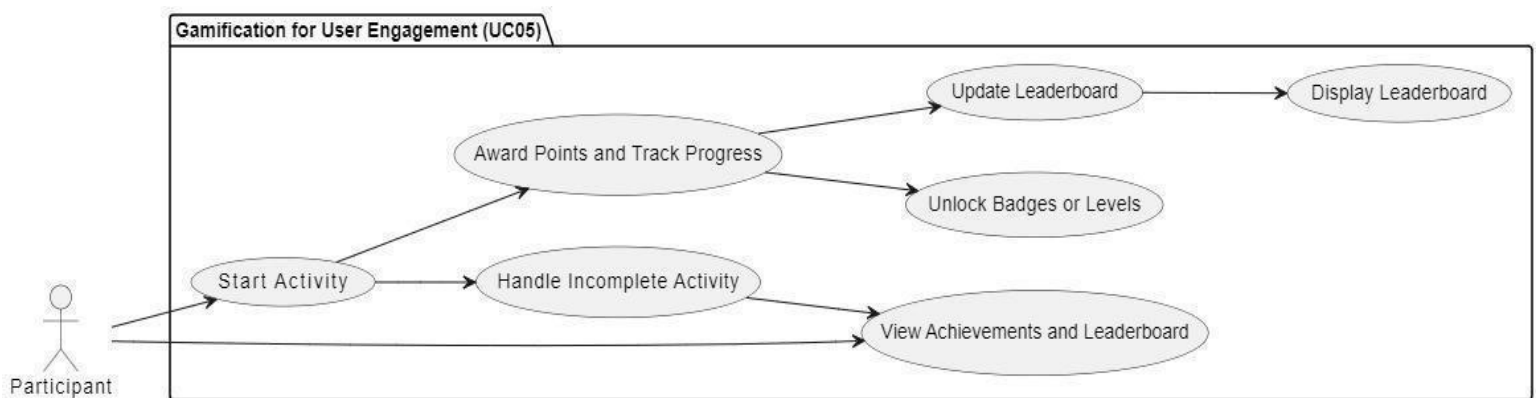 Gamification for User Engagement (UC05)
Update Leaderboard
Display Leaderboard
Award Points and Track Progress
Unlock Badges or Levels
Start Activity
Handle Incomplete Activity
View Achievements and Leaderboard
Participant